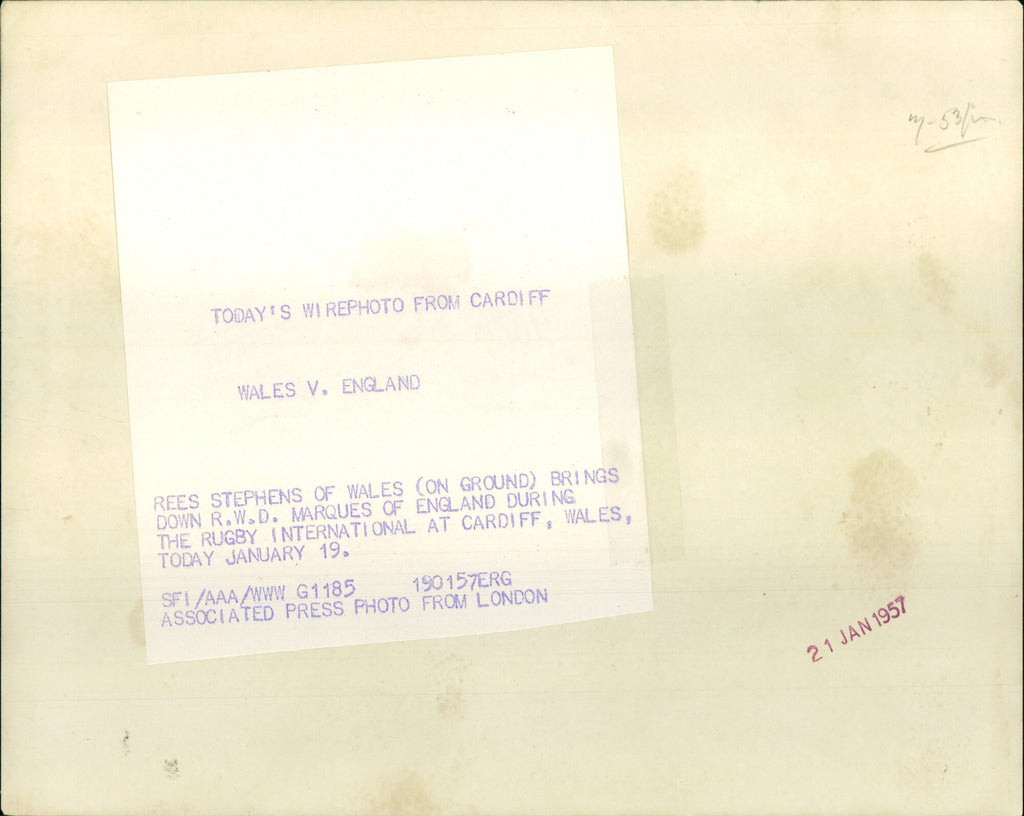 TODAY'S WIREPHOTO FROM CARDIFF
WALES V. ENGLAND
REES STEPHENS OF WALES (ON GROUND) BRINGS
DOWN R.W.D. MARQUES OF ENGLAND DURING
THE RUGBY INTERNATIONAL AT CARDIFF, WALES,
TODAY JANUARY 19.
SFI/AAA/WWW G1185 190157ERG
ASSOCIATED PRESS PHOTO FROM LONDON
21 JAN 1957